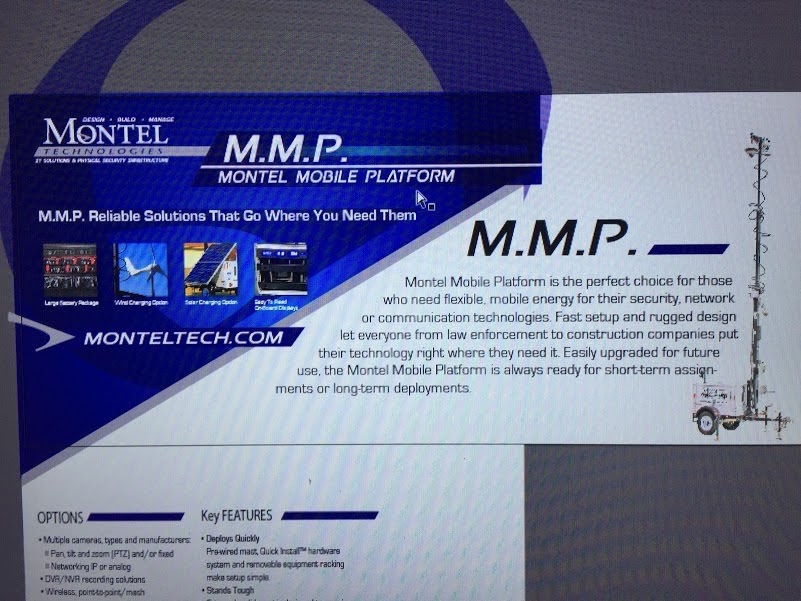 DESIGN • BUILD • MANAGE
MONTEL
TECHNOLOGIES
IT SOLUTIONS & PHYSICAL SECURITY INFRASTRUCTURE
M.M.P.
MONTEL MOBILE PLATFORM
M.M.P. Reliable Solutions That Go Where You Need Them
Large Battery Package
Wind Charging Option
Solar Charging Option
Easy To Read
On-Board Displays
MONTELTECH.COM
M.M.P.
Montel Mobile Platform is the perfect choice for those
who need flexible, mobile energy for their security, network
or communication technologies. Fast setup and rugged design
let everyone from law enforcement to construction companies put
their technology right where they need it. Easily upgraded for future
use, the Montel Mobile Platform is always ready for short-term assign-
ments or long-term deployments.
OPTIONS
• Multiple cameras, types and manufacturers:
Pan, tilt and zoom (PTZ) and/or fixed
Networking IP or analog
• DVR/NVR recording solutions
• Wireless, point-to-point/ mesh
Key FEATURES
• Deploys Quickly
Pre-wired mast, Quick Install™ hardware
system and removable equipment racking
make setup simple.
• Stands Tough